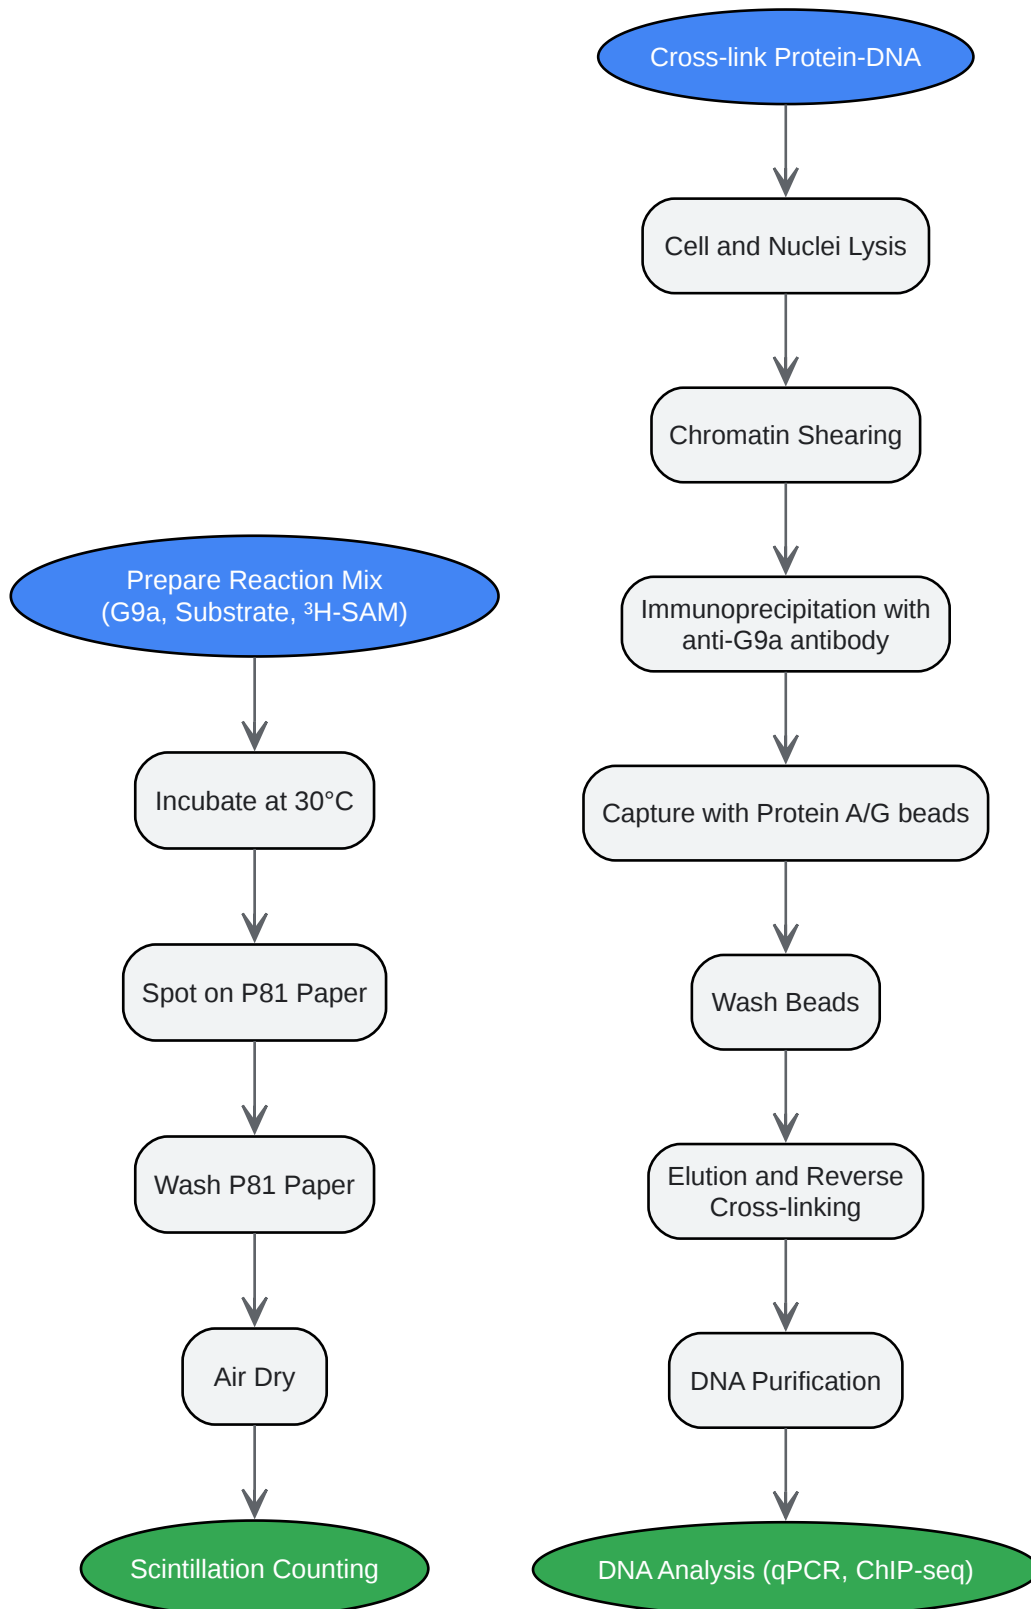 Cross-link Protein-DNA
Cell and Nuclei Lysis
Chromatin Shearing
Immunoprecipitation with
anti-G9a antibody
Capture with Protein A/G beads
Wash Beads
Elution and Reverse
Cross-linking
DNA Purification
DNA Analysis (qPCR, ChIP-seq)
Prepare Reaction Mix
(G9a, Substrate, ³H-SAM)
Incubate at 30°C
Spot on P81 Paper
Wash P81 Paper
Air Dry
Scintillation Counting